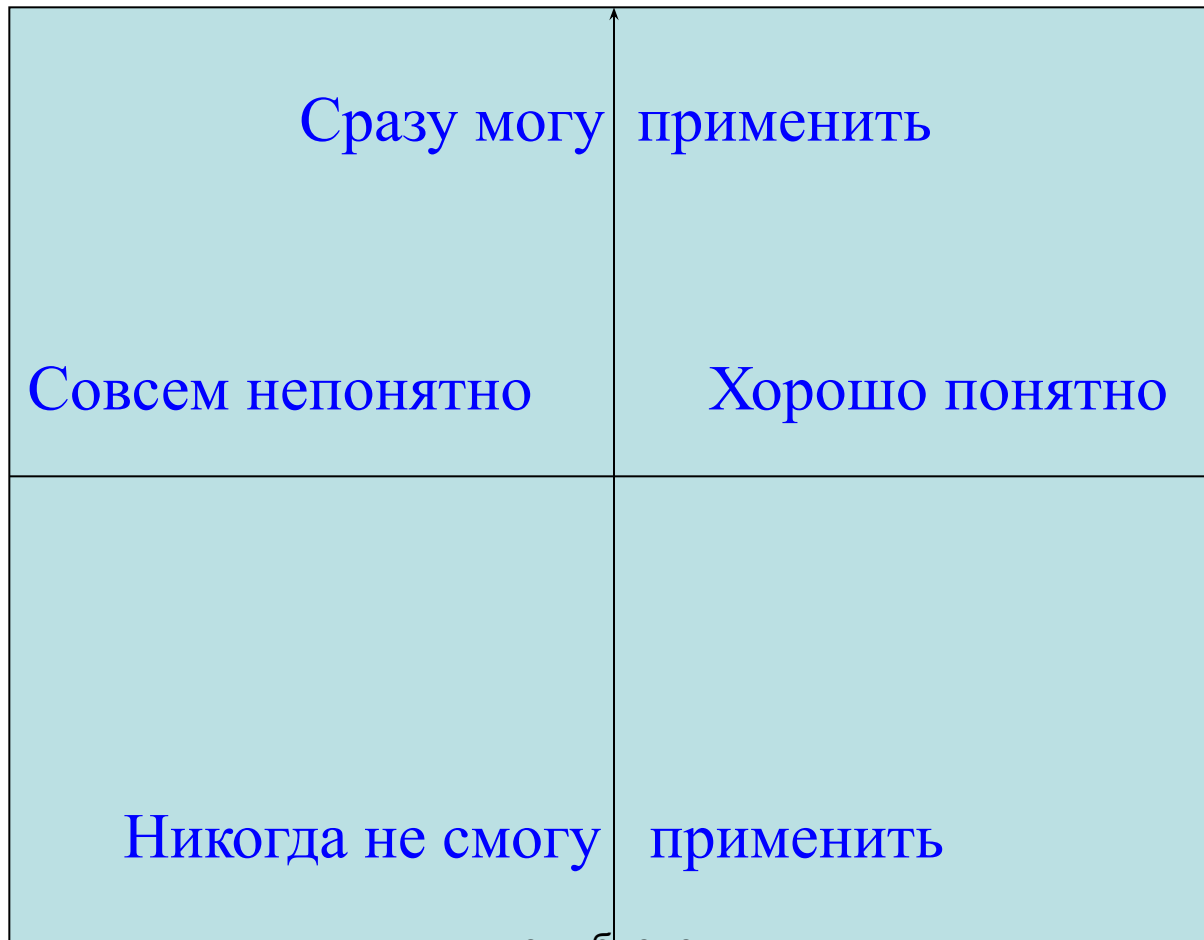 Сразу могу применить
Совсем непонятно Хорошо понятно
Никогда не смогу применить